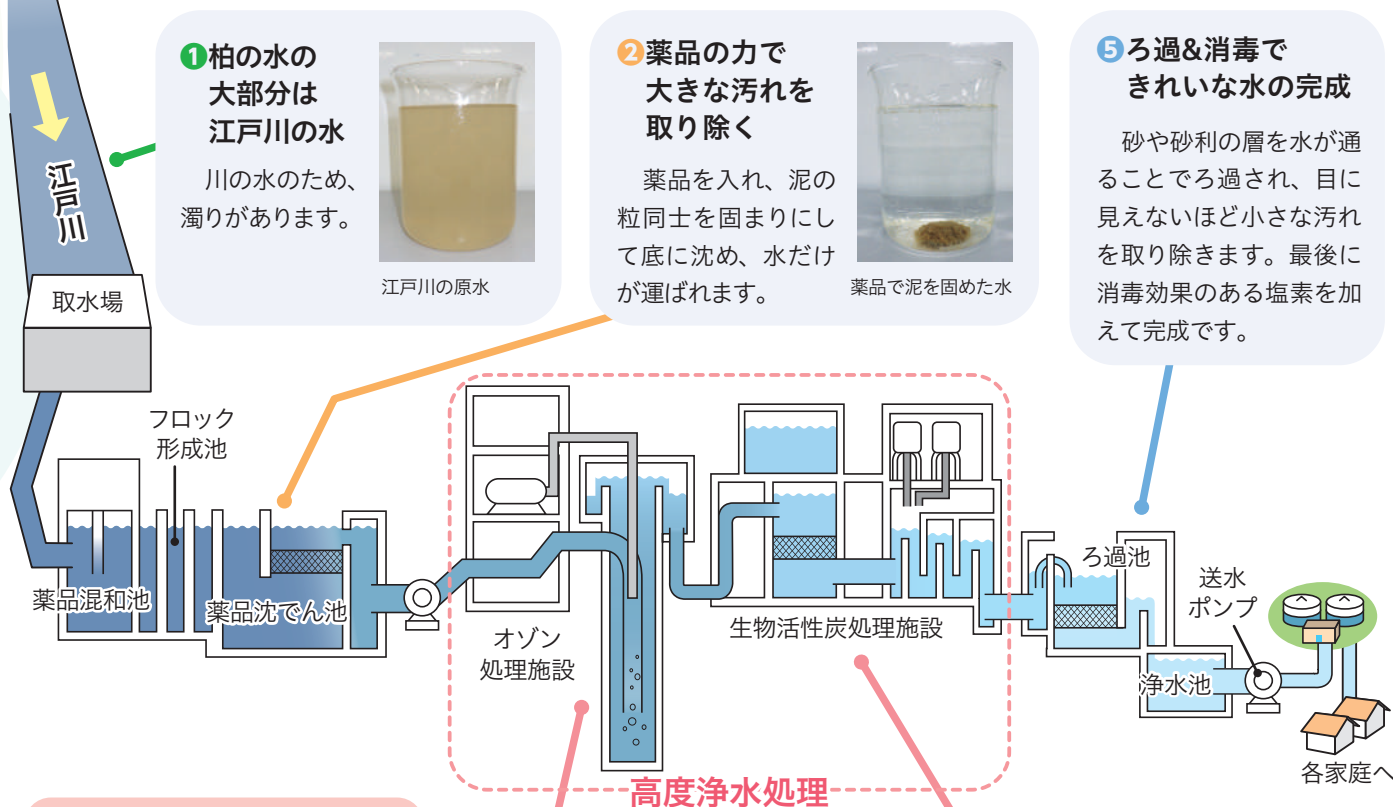 ❶柏の水の
大部分は
江戸川の水
川の水のため、
濁りがあります。
江戸川の原水
❷薬品の力で
大きな汚れを
取り除く
薬品を入れ、泥の
粒同士を固まりにし
て底に沈め、水だけ
が運ばれます。
薬品で泥を固めた水
❺ろ過&消毒で
きれいな水の完成
砂や砂利の層を水が通
ることでろ過され、目に
見えないほど小さな汚れ
を取り除きます。最後に
消毒効果のある塩素を加
えて完成です。
江戸川
取水場
フロック
形成池
薬品混和池
薬品沈でん池
オゾン
処理施設
生物活性炭処理施設
ろ過池
送水
ポンプ
浄水池
各家庭へ
高度浄水処理